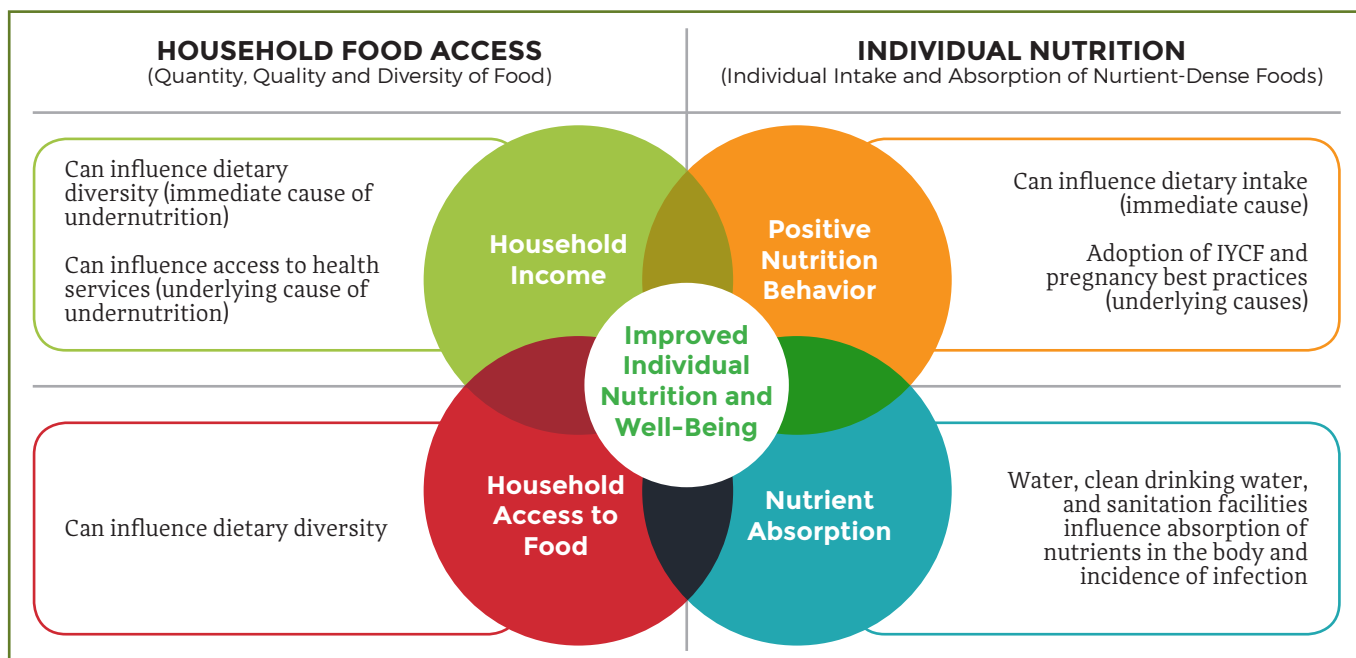 HOUSEHOLD FOOD ACCESS
(Quantity, Quality and Diversity of Food)
INDIVIDUAL NUTRITION
(Individual Intake and Absorption of Nurtient-Dense Foods)
Can influence dietary
diversity (immediate cause of
undernutrition)
Can influence access to health
services (underlying cause of
undernutrition)
Household
Income
Positive
Nutrition
Behavior
Can influence dietary intake
(immediate cause)
Adoption of IYCF and
pregnancy best practices
(underlying causes)
Improved
Individual
Nutrition and
Well-Being
Can influence dietary diversity
Household
Access to
Food
Nutrient
Absorption
Water, clean drinking water,
and sanitation facilities
influence absorption of
nutrients in the body and
incidence of infection